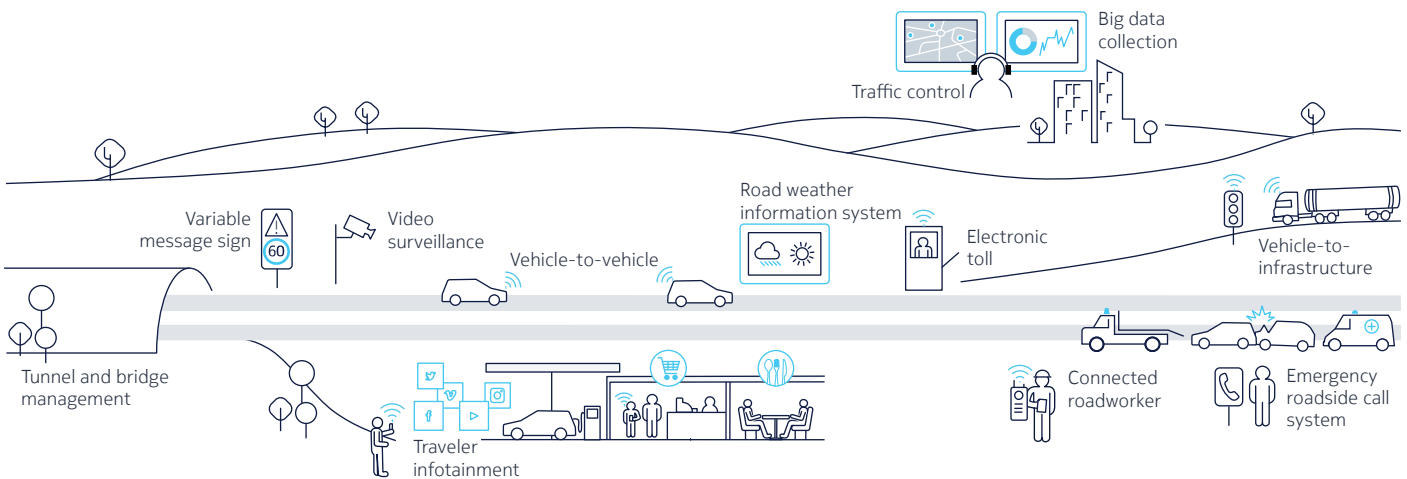 Big data
collection
Traffic control
Variable
message sign
60
Video
surveillance
Vehicle-to-vehicle
Road weather
information system
Electronic
toll
Vehicle-to-
infrastructure
Tunnel and bridge
management
Traveler
infotainment
Connected
roadworker
Emergency
roadside call
system